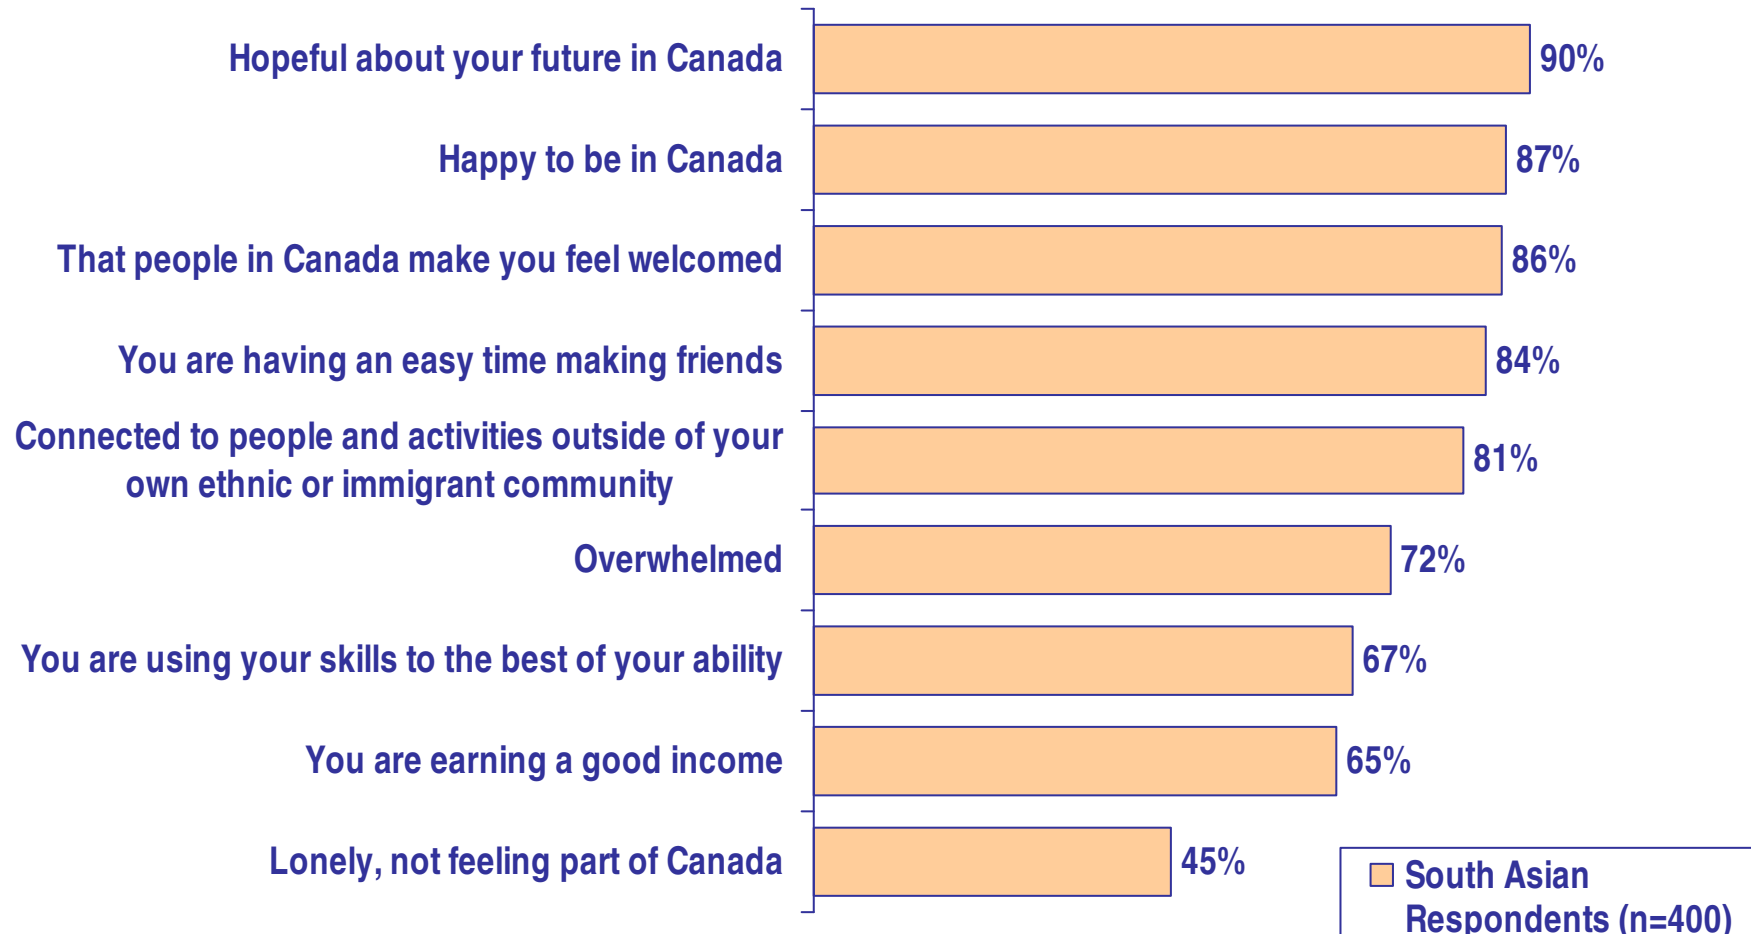 Hopeful about your future in Canada
90%
Happy to be in Canada
87%
That people in Canada make you feel welcomed
86%
You are having an easy time making friends
84%
Connected to people and activities outside of your
own ethnic or immigrant community
81%
Overwhelmed
72%
You are using your skills to the best of your ability
67%
You are earning a good income
65%
Lonely, not feeling part of Canada
45%
South Asian
Respondents (n=400)